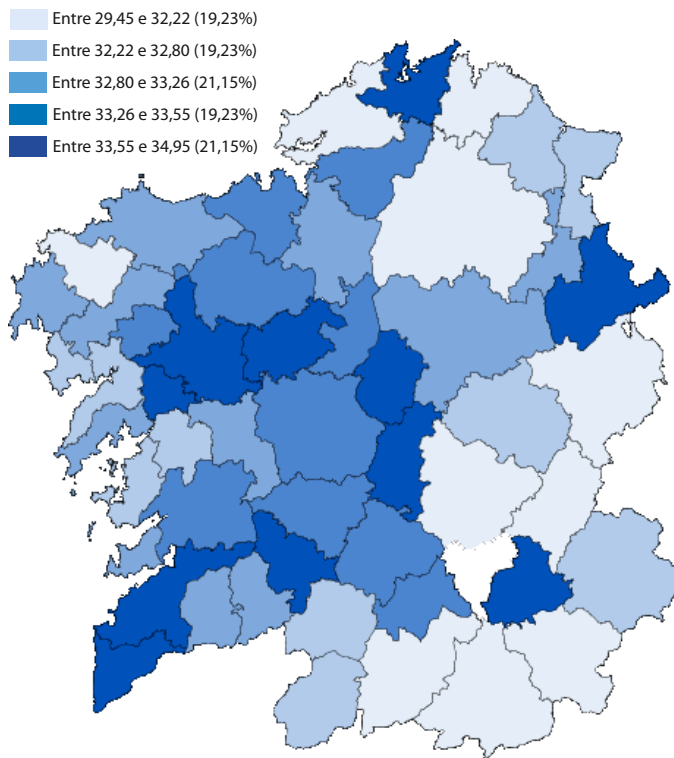 Entre 29,45 e 32,22 (19,23%)
Entre 32,22 e 32,80 (19,23%)
Entre 32,80 e 33,26 (21,15%)
Entre 33,26 e 33,55 (19,23%)
Entre 33,55 e 34,95 (21,15%)